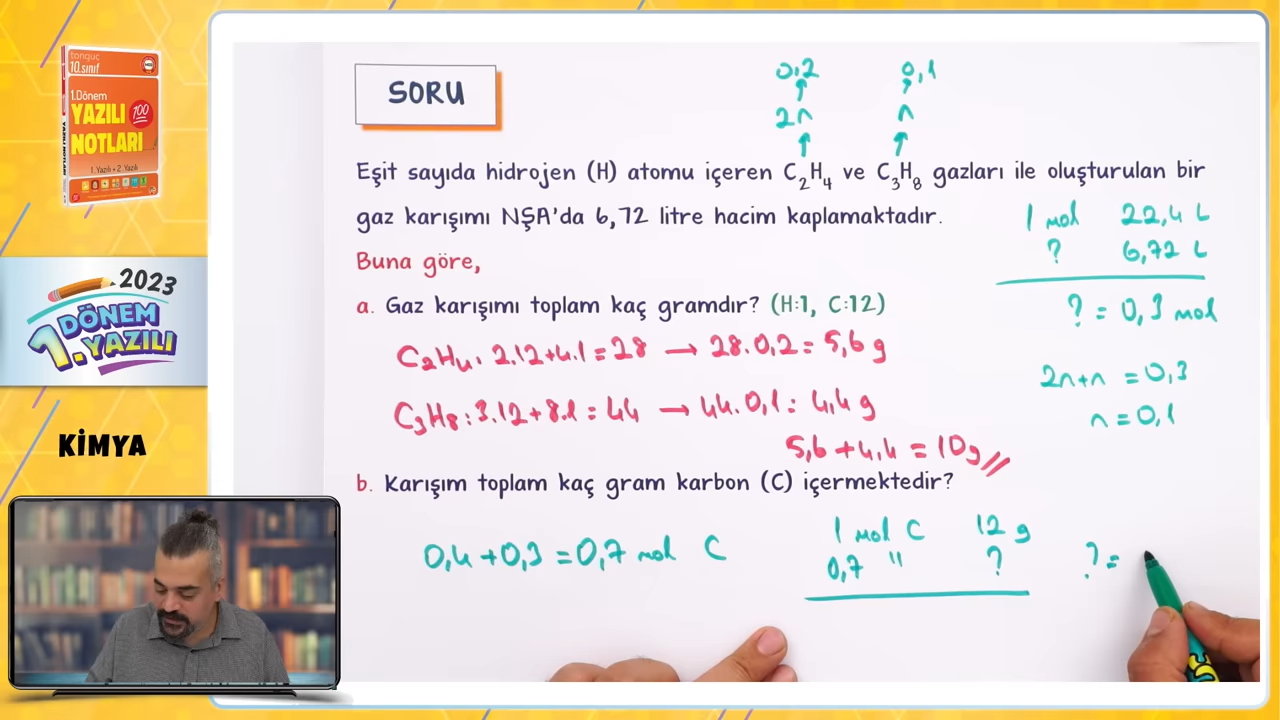 tonguç
10.sınıf
1.Dönem
YAZILI
100
NOTLARI
1.Yazılı + 2.Yazılı
YAZILI NOTLARI
2023
1. DÖNEM
YAZILI
KİMYA
SORU
0,2 0,1
2n n
Eşit sayıda hidrojen (H) atomu içeren C₂H₄ ve C₃H₈ gazları ile oluşturulan bir
gaz karışımı NŞA'da 6,72 litre hacim kaplamaktadır.
1 mol 22,4 L
? 6,72 L
? = 0,3 mol
2n+n = 0,3
n = 0,1
Buna göre,
a. Gaz karışımı toplam kaç gramdır? (H:1, C:12)
C₂H₄ : 2.12+4.1 = 28 → 28.0,2 = 5,6 g
C₃H₈ : 3.12+8.1 = 44 → 44.0,1 = 4,4 g
5,6 + 4,4 = 10g //
b. Karışım toplam kaç gram karbon (C) içermektedir?
0,4 + 0,3 = 0,7 mol C
1 mol C 12 g
0,7 " ?
? =